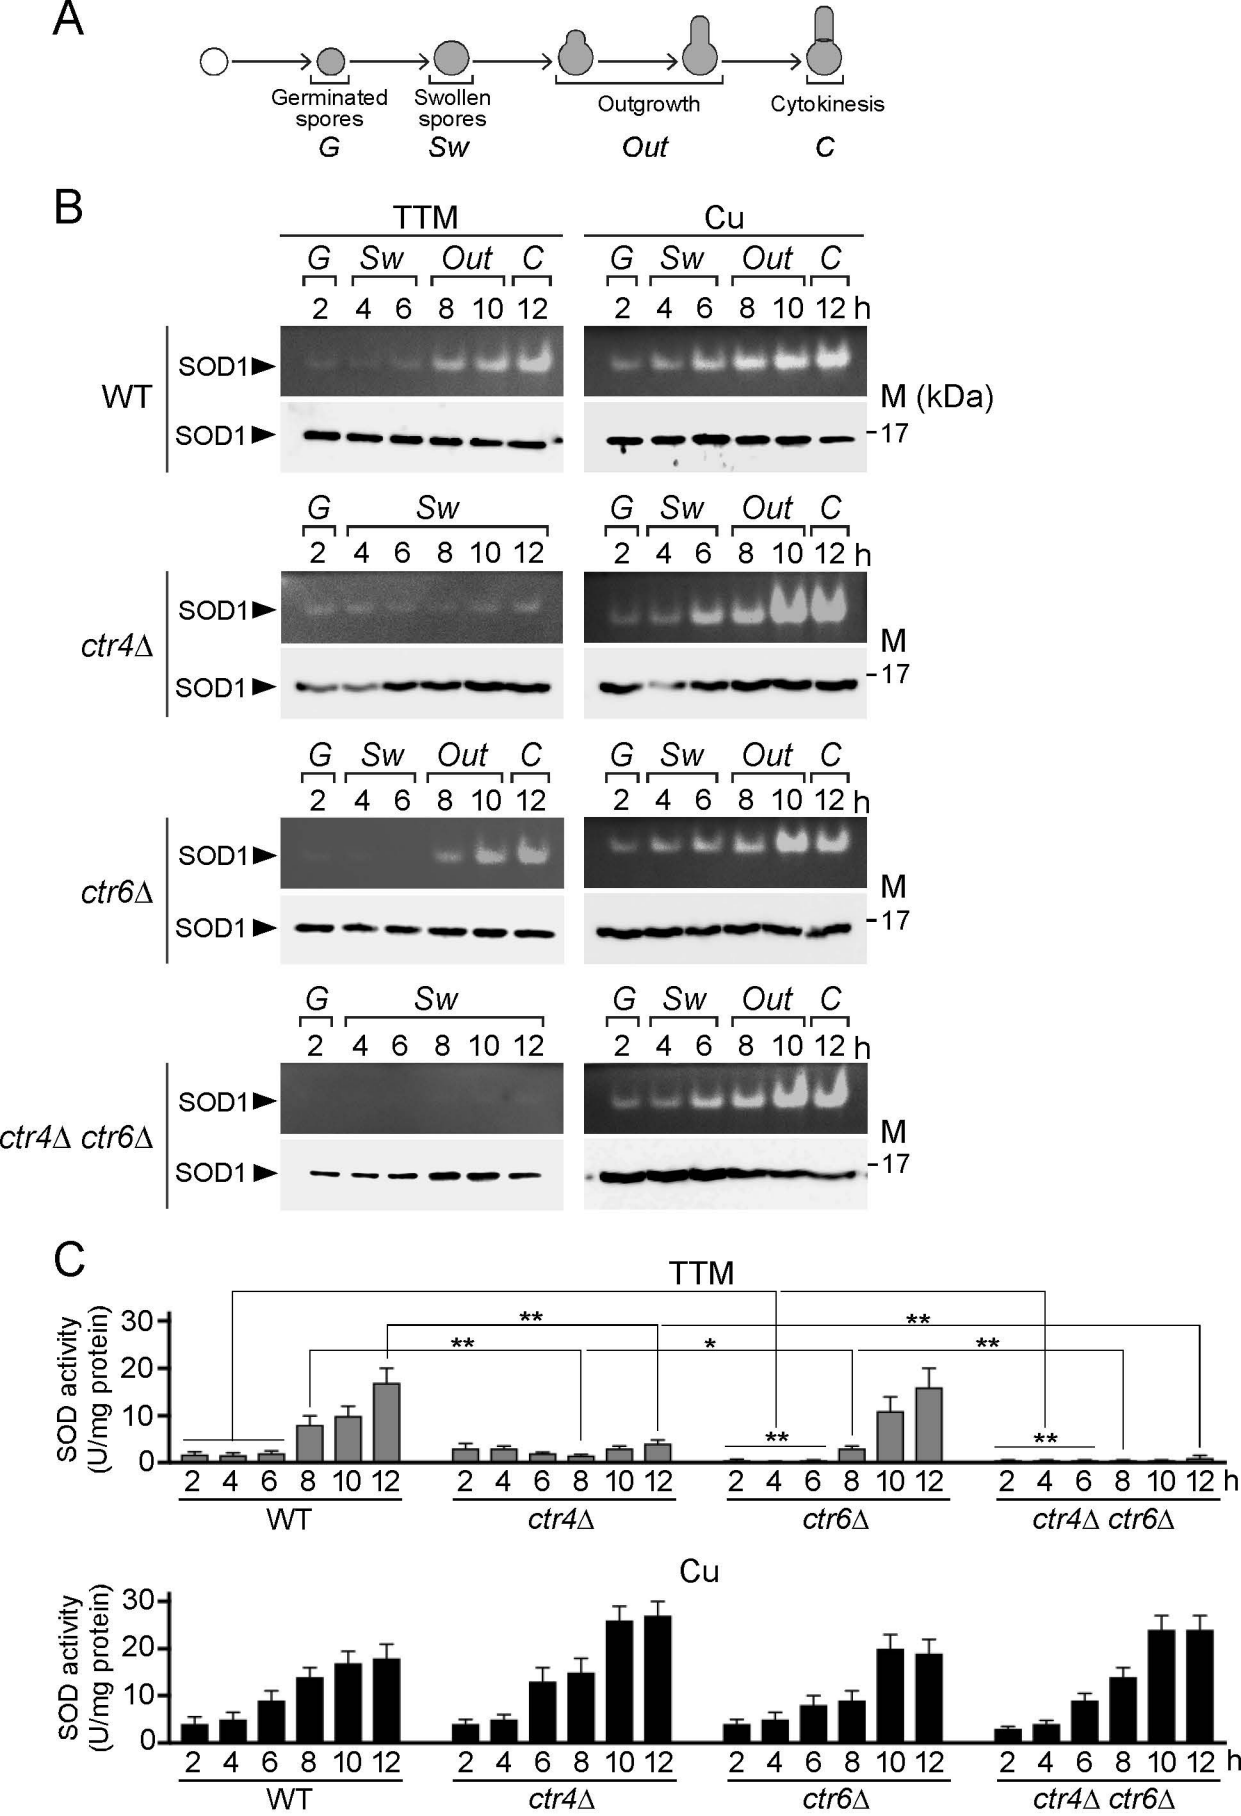 A
Germinated spores
Swollen spores
Outgrowth
Cytokinesis
G
Sw
Out
C
B
TTM
Cu
G Sw Out C
G Sw Out C
2 4 6 8 10 12
2 4 6 8 10 12 h
WT
SOD1
SOD1
M (kDa)
17
G Sw
G Sw Out C
2 4 6 8 10 12
2 4 6 8 10 12 h
ctr4Δ
SOD1
SOD1
M
17
G Sw Out C
G Sw Out C
2 4 6 8 10 12
2 4 6 8 10 12 h
ctr6Δ
SOD1
SOD1
M
17
G Sw
G Sw Out C
2 4 6 8 10 12
2 4 6 8 10 12 h
ctr4Δ ctr6Δ
SOD1
SOD1
M
17
C
TTM
SOD activity
(U/mg protein)
30
20
10
0
** **
** * **
** **
2 4 6 8 10 12 2 4 6 8 10 12 2 4 6 8 10 12 2 4 6 8 10 12 h
WT ctr4Δ ctr6Δ ctr4Δ ctr6Δ
Cu
SOD activity
(U/mg protein)
30
20
10
0
2 4 6 8 10 12 2 4 6 8 10 12 2 4 6 8 10 12 2 4 6 8 10 12 h
WT ctr4Δ ctr6Δ ctr4Δ ctr6Δ